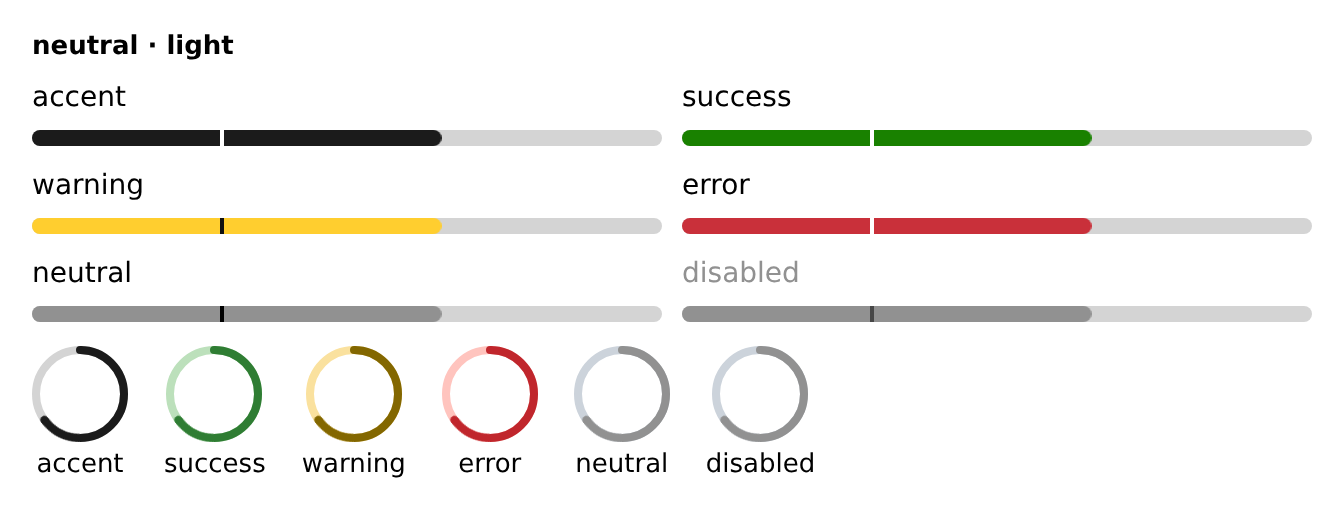 neutral · light
accent
success
warning
error
neutral
disabled
accent success warning error neutral disabled